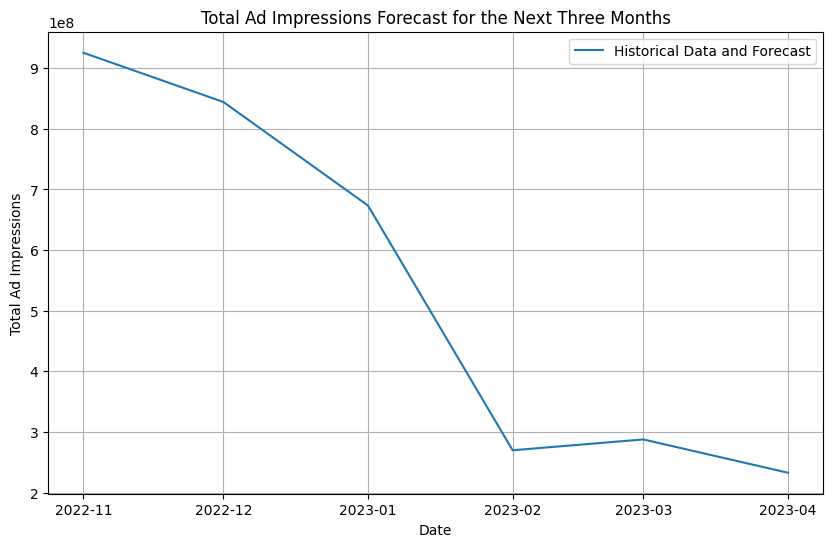 Total Ad Impressions Forecast for the Next Three Months
1e8
Historical Data and Forecast
9
8
7
6
5
4
3
2
Total Ad Impressions
2022-11 2022-12 2023-01 2023-02 2023-03 2023-04
Date